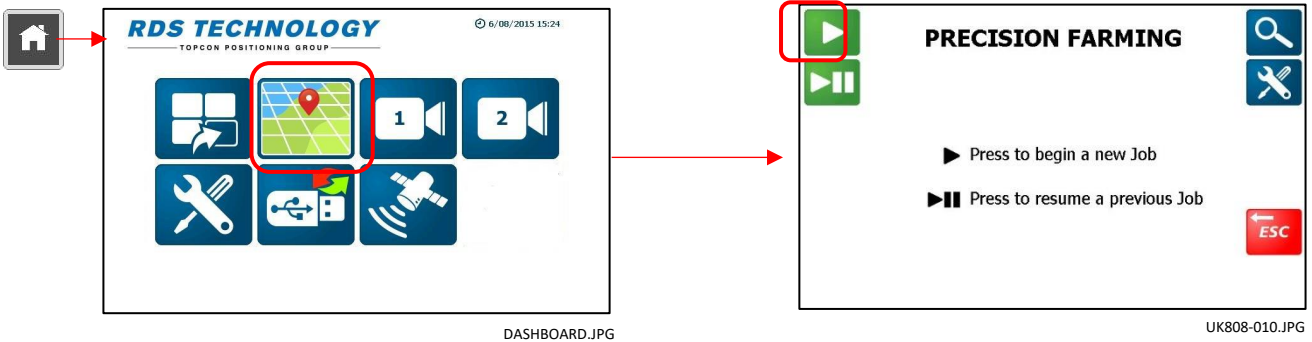 RDS TECHNOLOGY
TOPCON POSITIONING GROUP
6/08/2015 15:24
1
2
DASHBOARD.JPG
PRECISION FARMING
Press to begin a new Job
Press to resume a previous Job
ESC
UK808-010.JPG